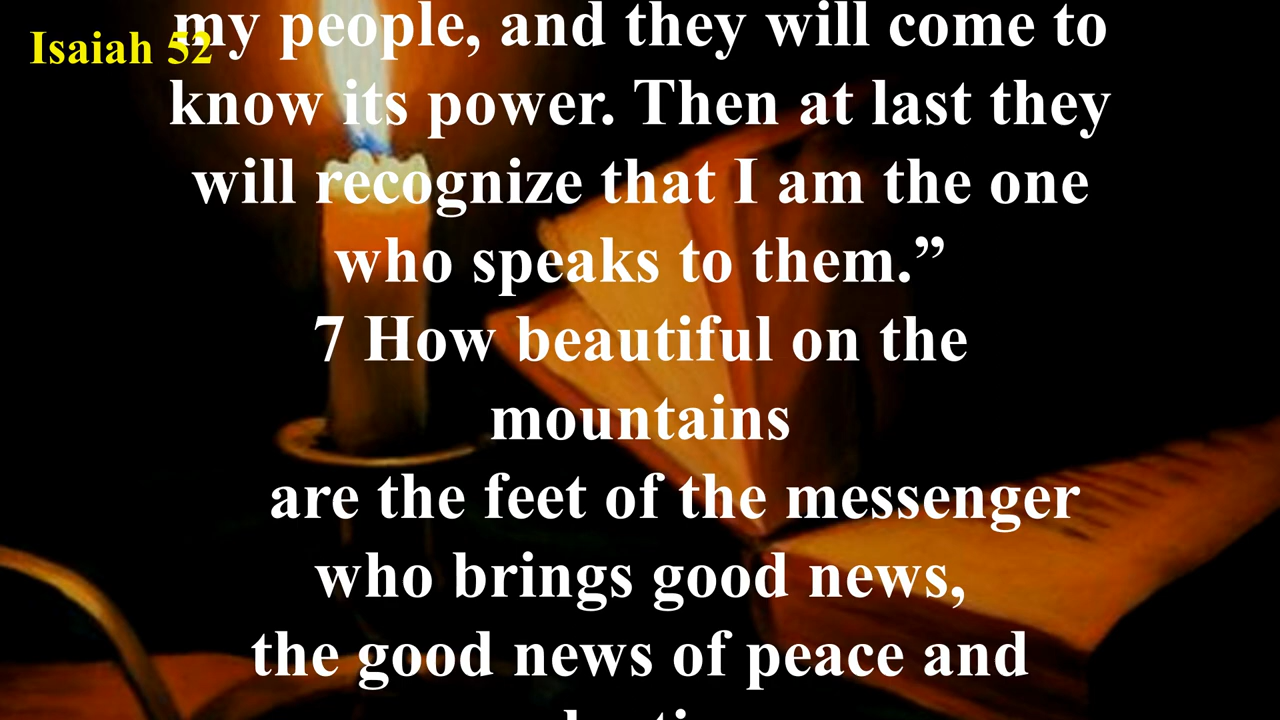 Isaiah 52
my people, and they will come to
know its power. Then at last they
will recognize that I am the one
who speaks to them.”
7 How beautiful on the
mountains
are the feet of the messenger
who brings good news,
the good news of peace and